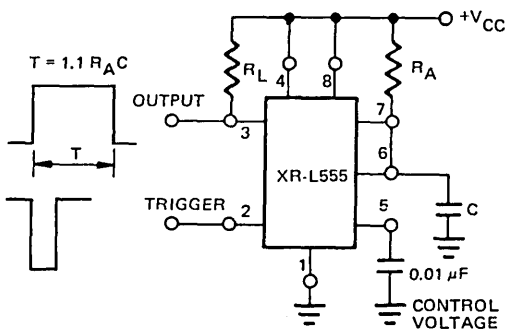 +VCC
T = 1.1 RAC
RL
4
8
RA
OUTPUT
3
7
T
XR-L555
6
TRIGGER
2
5
C
1
0.01 µF
CONTROL
VOLTAGE